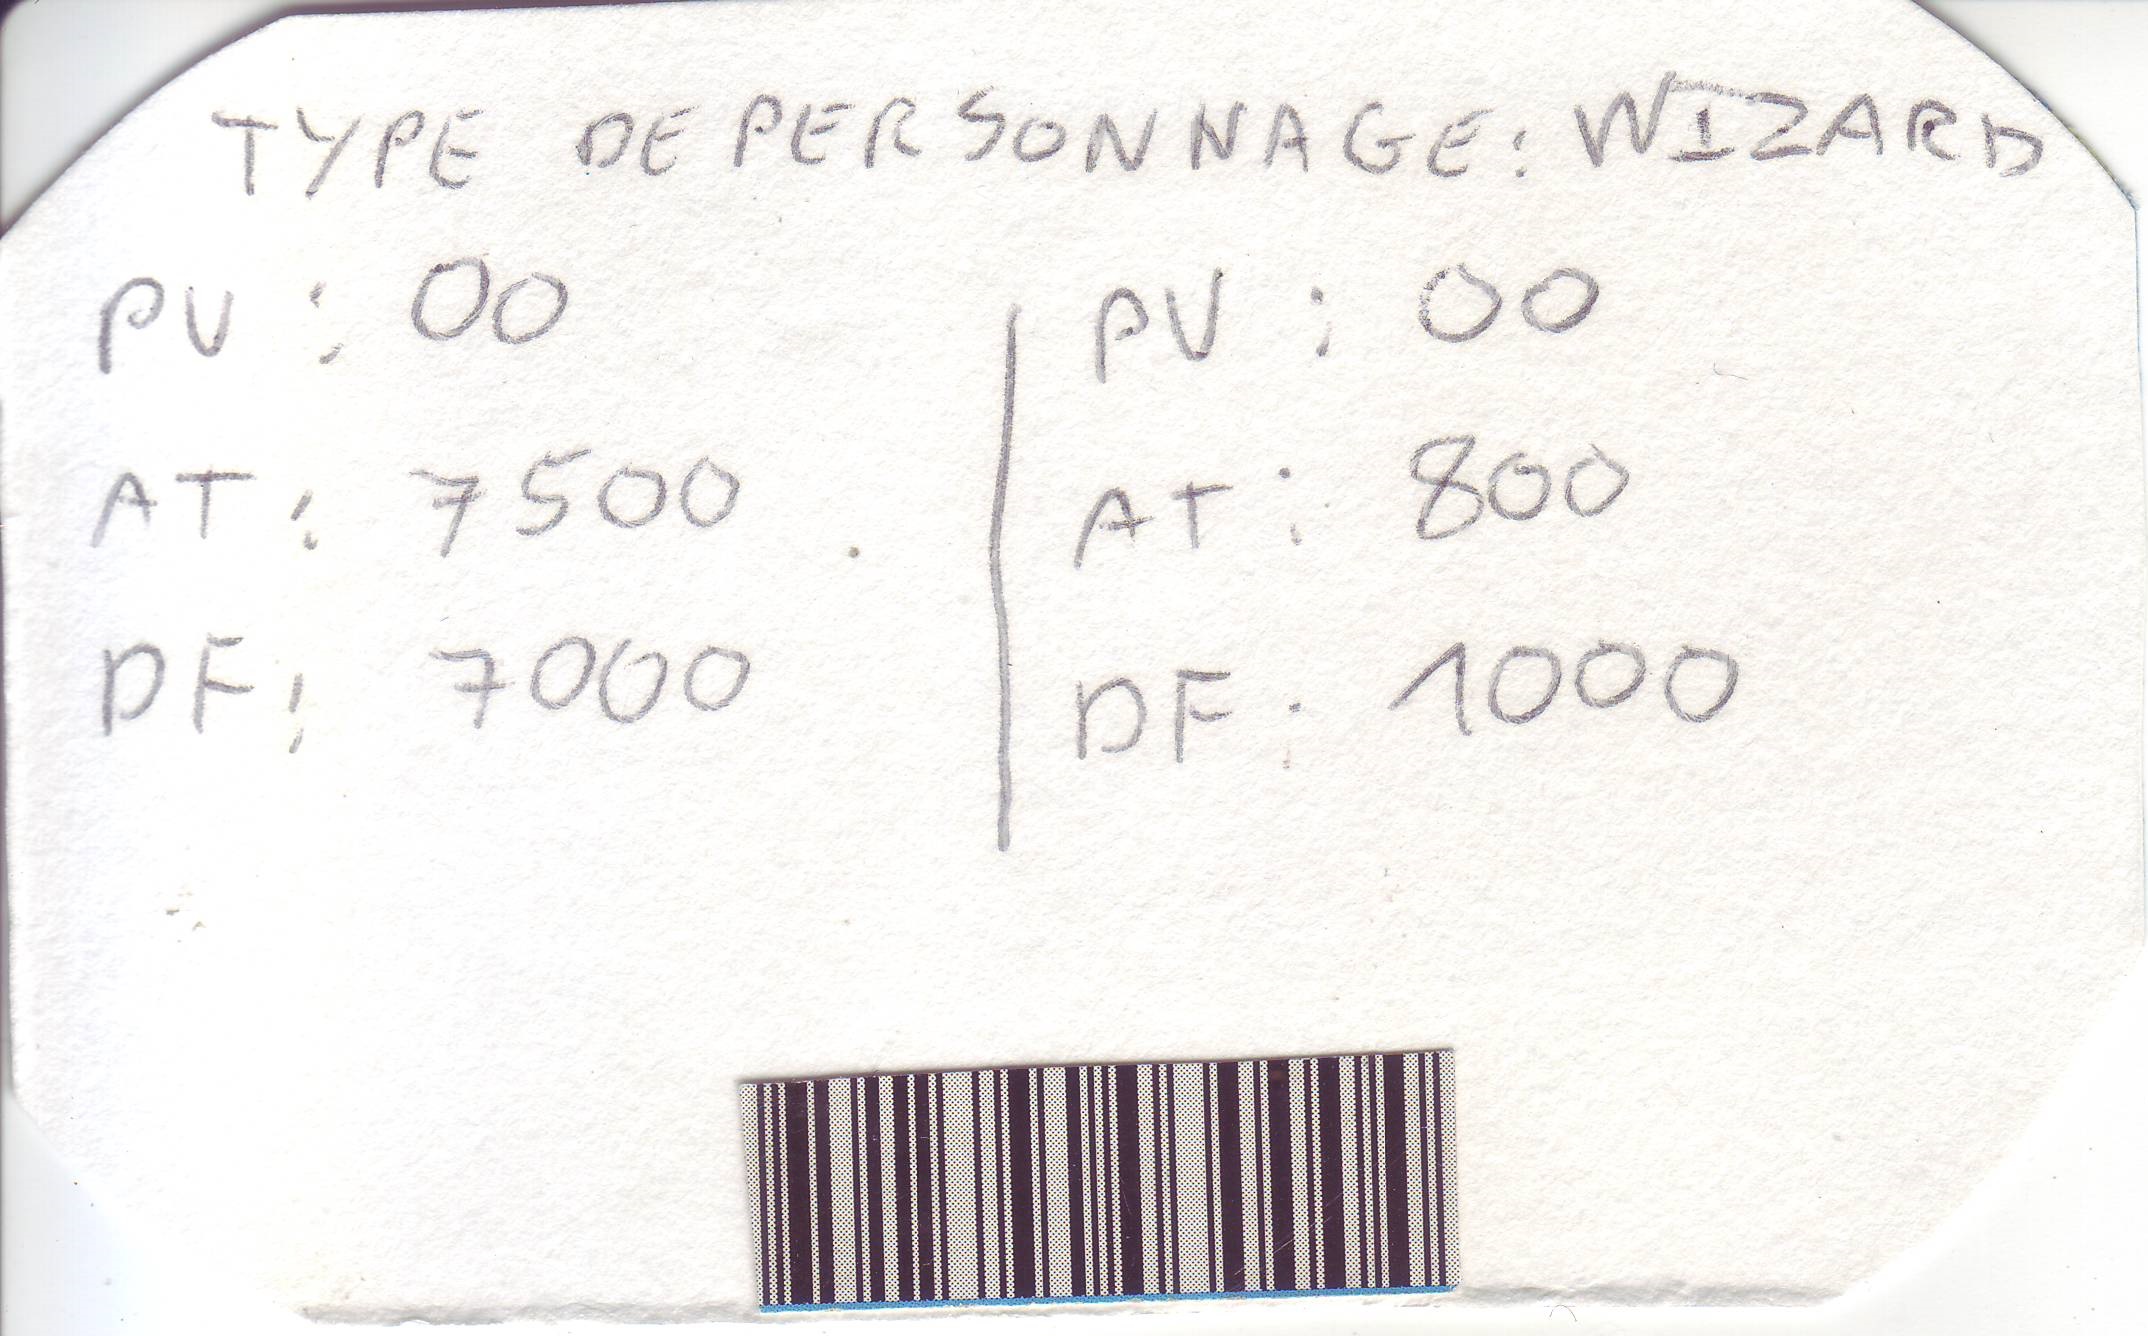 TYPE DE PERSONNAGE: WIZARD
PV : 00
AT : 7500
DF : 7000
PV : 00
AT : 800
DF : 1000